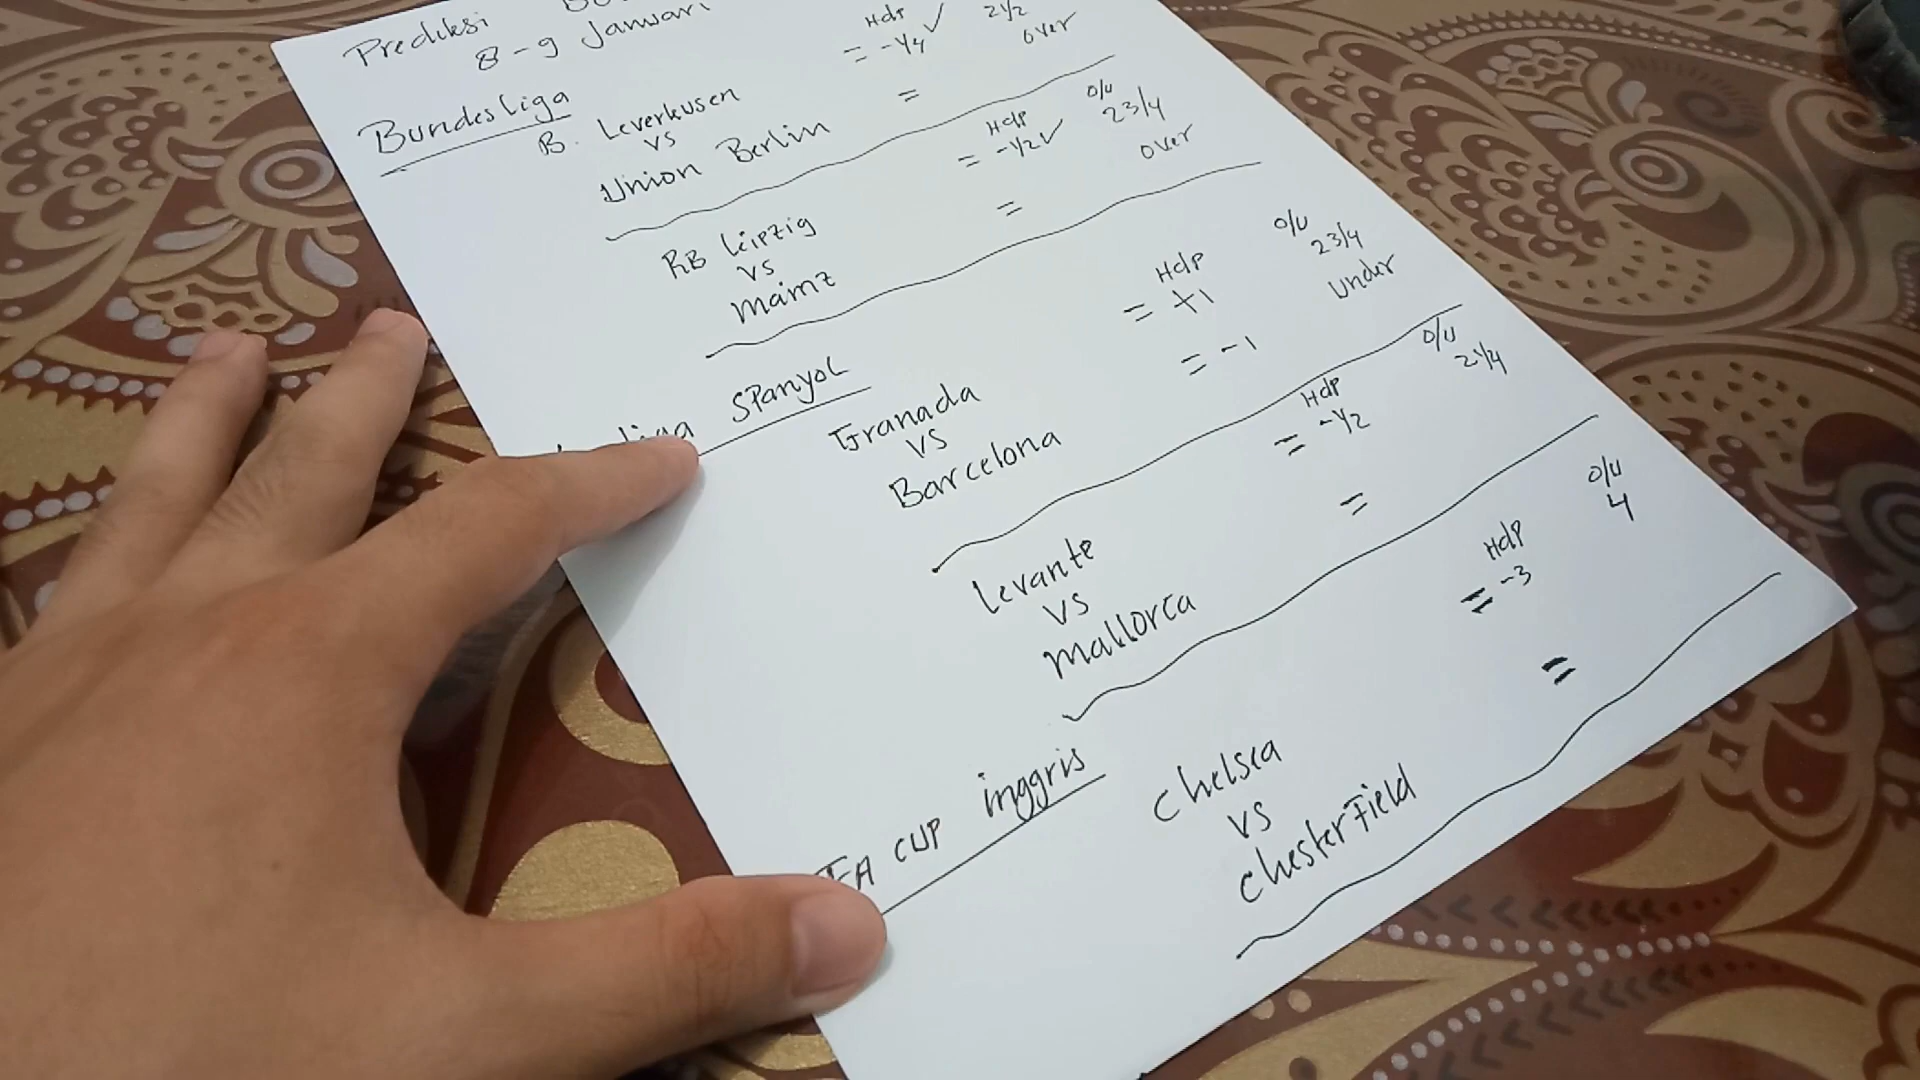 Prediksi
8-9 Januari
Bundesliga
B. Leverkusen
vs
Union Berlin
Hdp
= -1/4 ✓
=
2 1/2
over
RB Leipzig
vs
mainz
Hdp
= -1/2 ✓
=
O/U
2 3/4
over
Liga SPanyol
Granada
vs
Barcelona
Hdp
= +1
= -1
O/U
2 3/4
under
Levante
vs
mallorca
Hdp
= -1/2
=
O/U
2 1/4
FA CUP inggris
Chelsea
vs
Chesterfield
Hdp
= -3
=
O/U
4